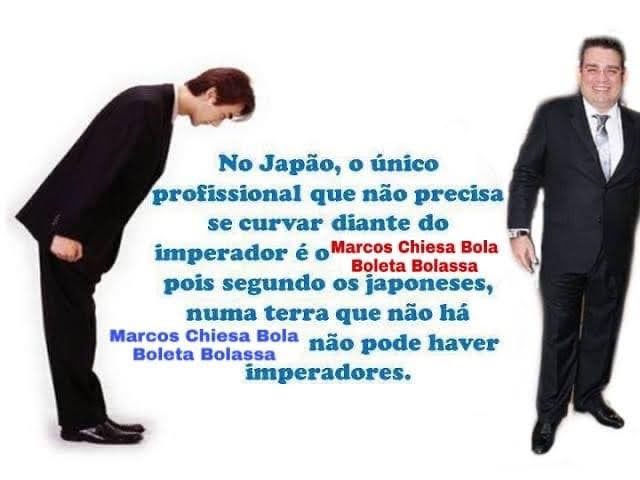 No Japão, o único
profissional que não precisa
se curvar diante do
imperador é o Marcos Chiesa Bola
Boleta Bolassa
pois segundo os japoneses,
numa terra que não há
Marcos Chiesa Bola
Boleta Bolassa não pode haver
imperadores.